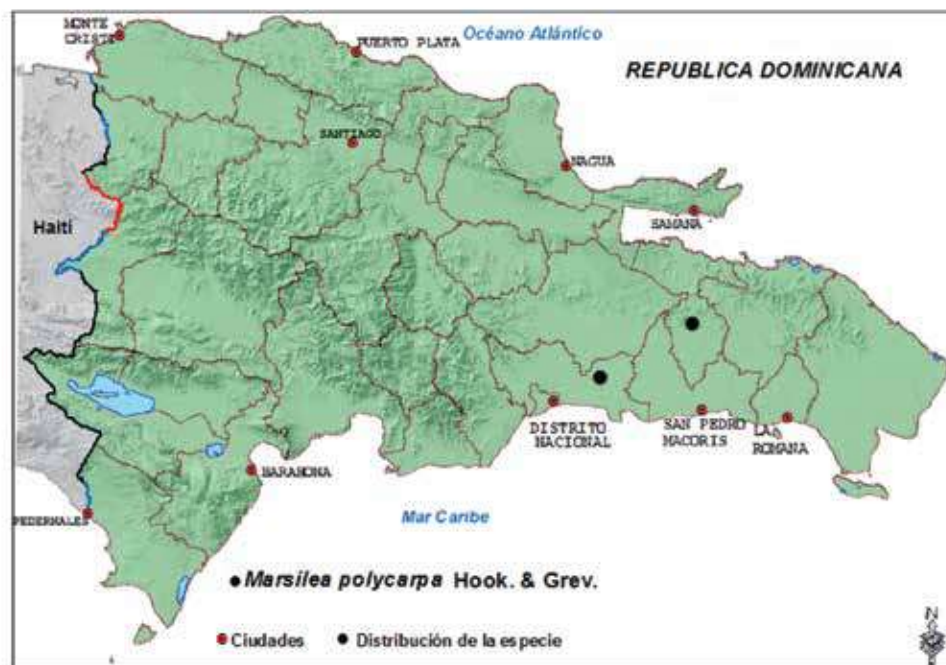 MONTE
CRISTI
PUERTO PLATA
Océano Atlántico
REPUBLICA DOMINICANA
SANTIAGO
NAGUA
SAMANA
Haití
DISTRITO
NACIONAL
SAN PEDRO
MACORIS
LA
ROMANA
BARAHONA
PEDERNALES
Mar Caribe
Marsilea polycarpa Hook. & Grev.
Ciudades
Distribución de la especie
N